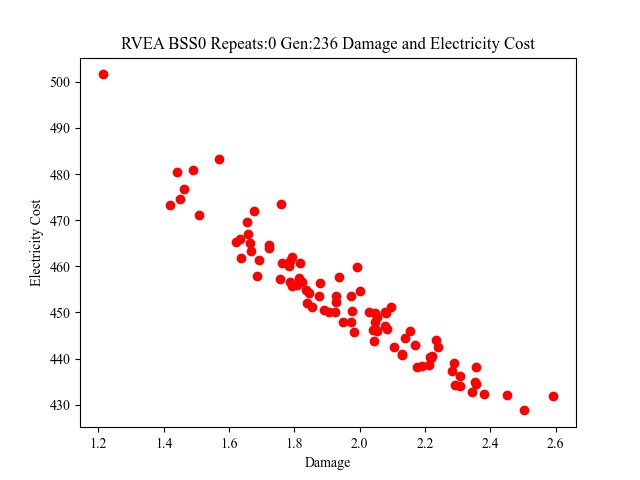 RVEA BSS0 Repeats:0 Gen:236 Damage and Electricity Cost
500
490
480
470
460
450
440
430
Electricity Cost
1.2 1.4 1.6 1.8 2.0 2.2 2.4 2.6
Damage